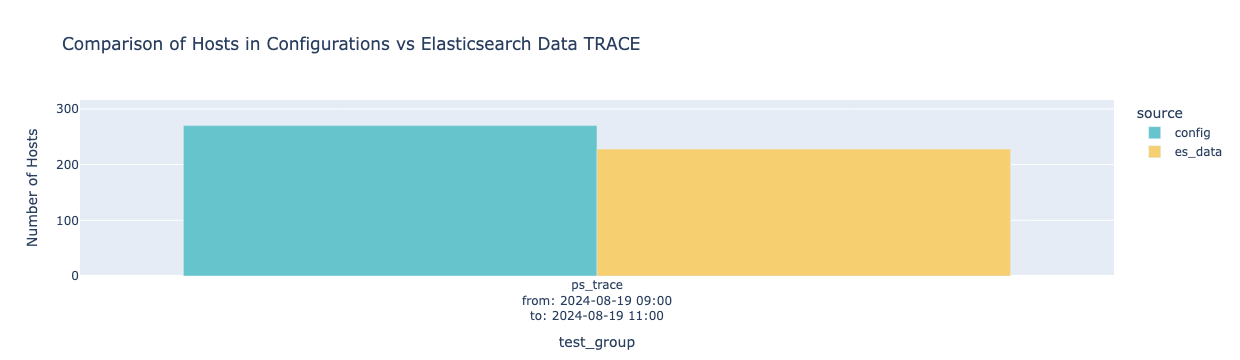 Comparison of Hosts in Configurations vs Elasticsearch Data TRACE
300
200
100
0
Number of Hosts
ps_trace
from: 2024-08-19 09:00
to: 2024-08-19 11:00
test_group
source
config
es_data